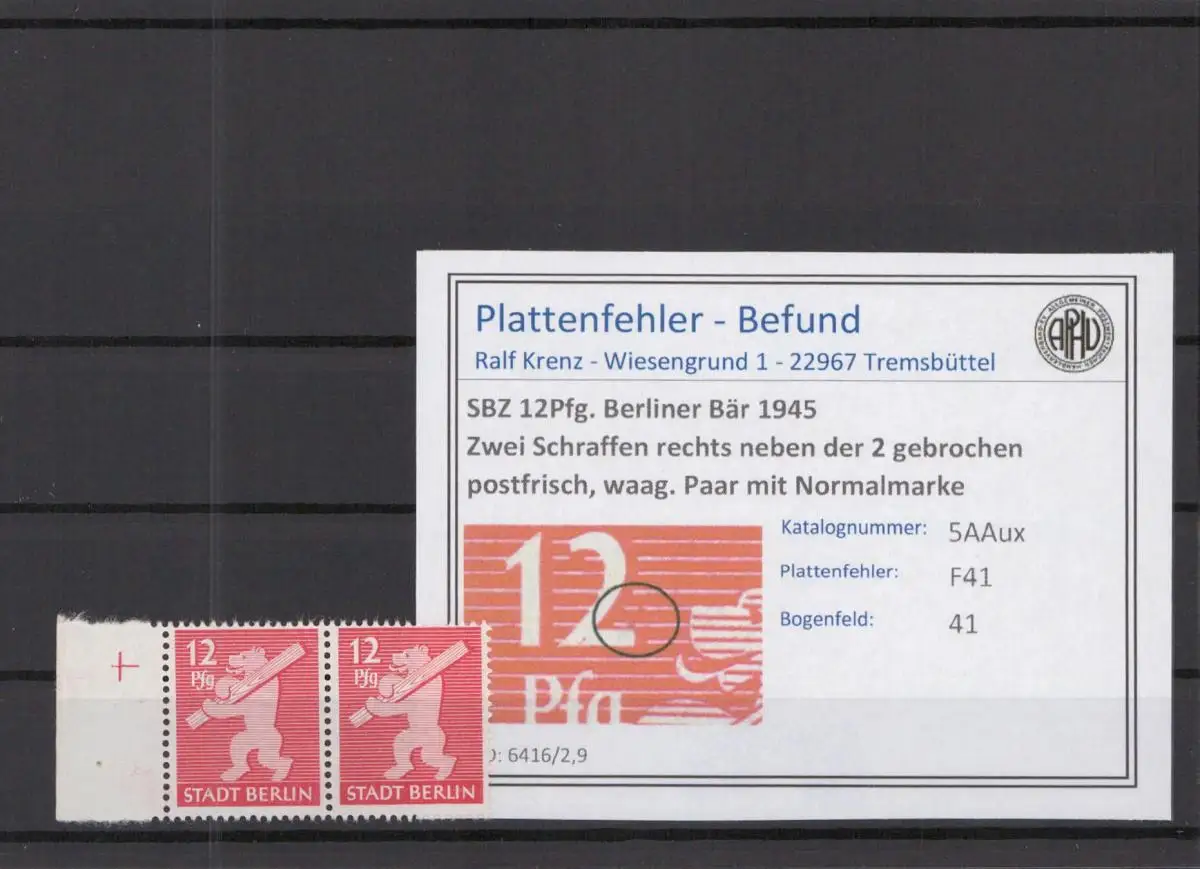 Plattenfehler - Befund
Ralf Krenz - Wiesengrund 1 - 22967 Tremsbüttel
APHV
SBZ 12Pfg. Berliner Bär 1945
Zwei Schraffen rechts neben der 2 gebrochen
postfrisch, waag. Paar mit Normalmarke
12
Pfg
Katalognummer: 5AAux
Plattenfehler: F41
Bogenfeld: 41
: 6416/2,9
12
Pfg
STADT BERLIN
12
Pfg
STADT BERLIN